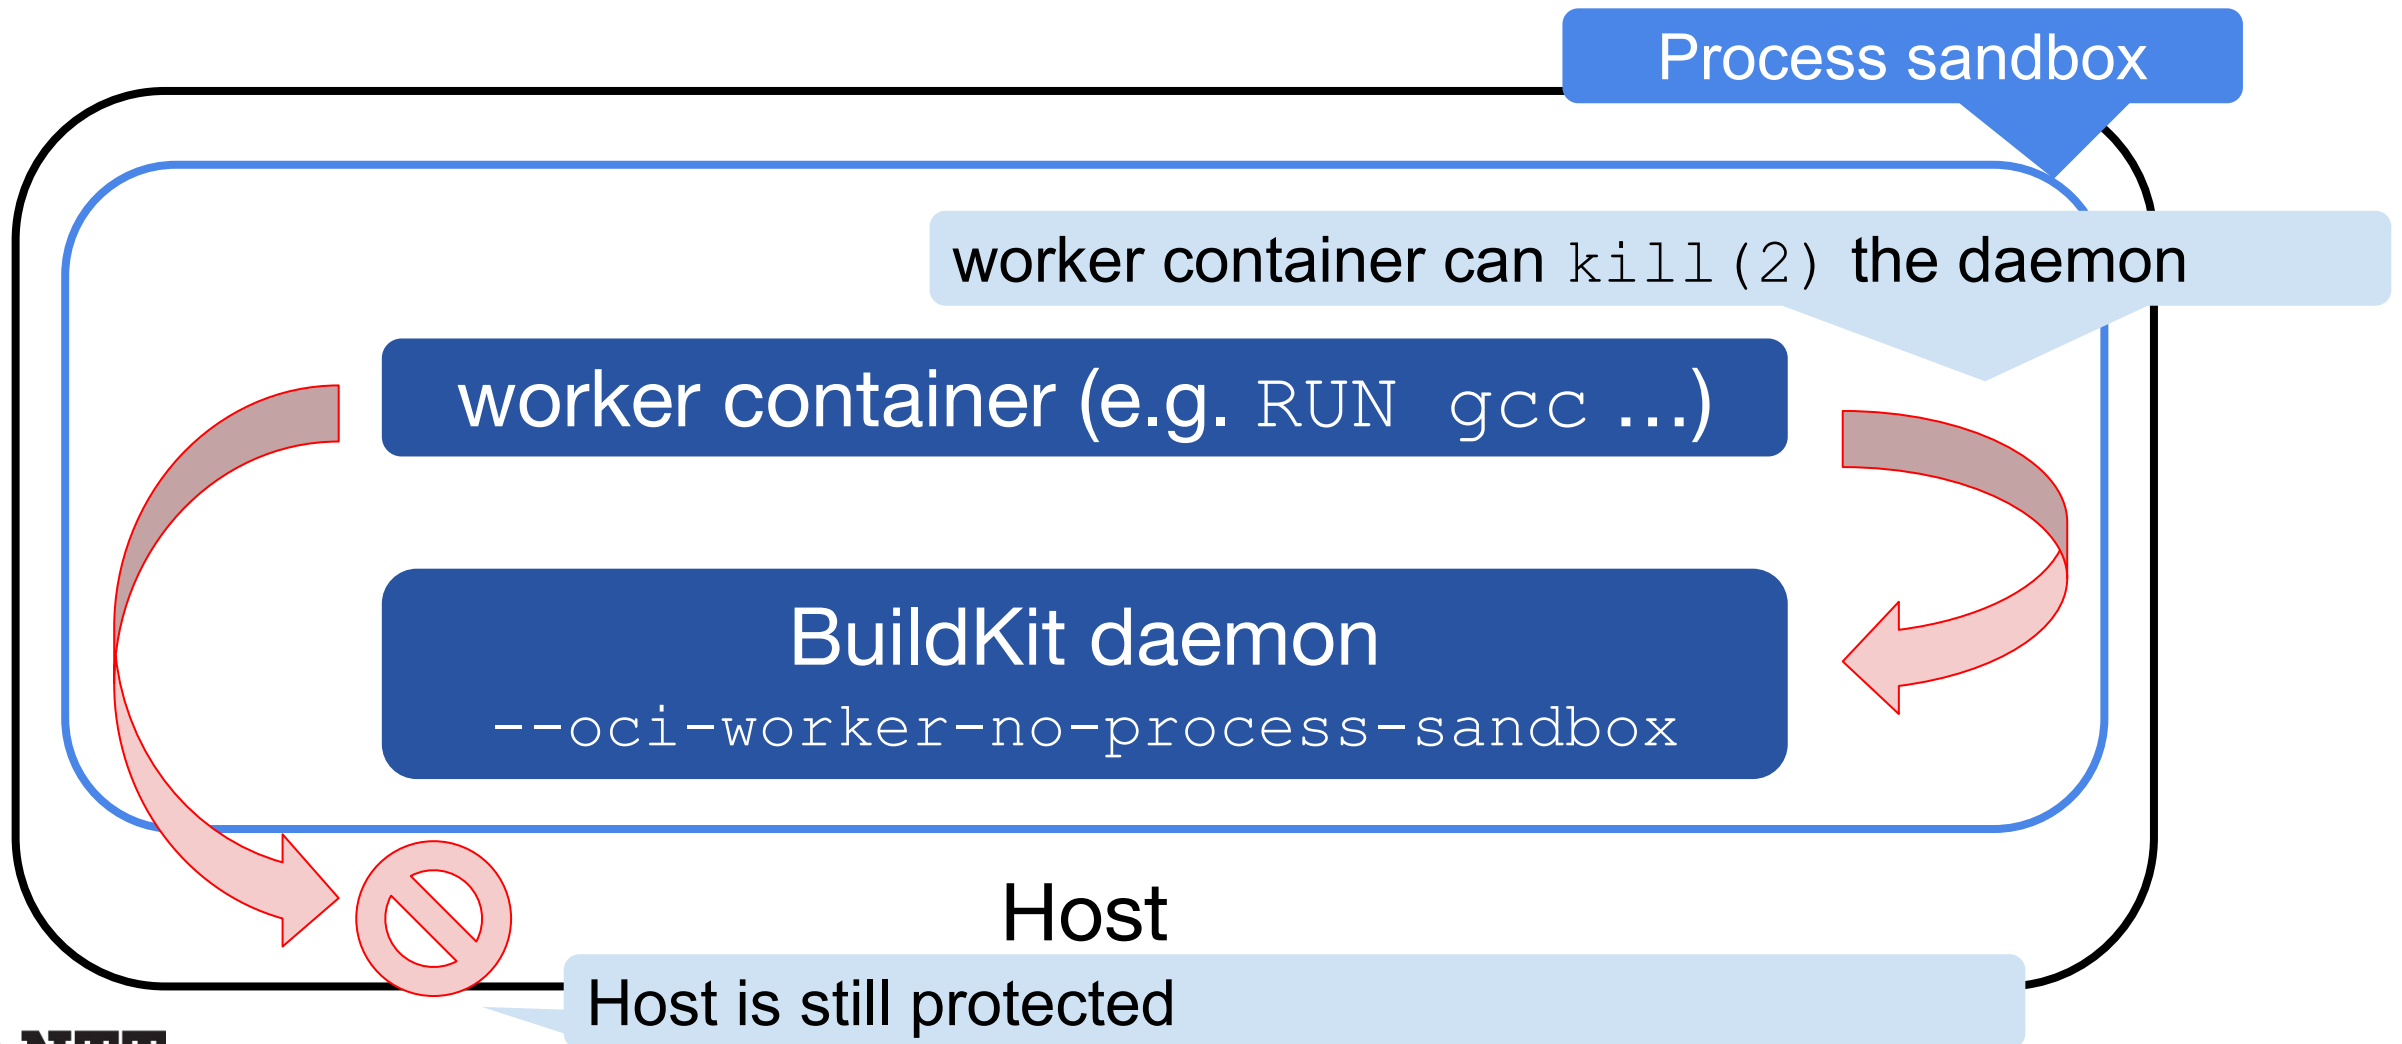 Process sandbox
worker container can kill(2) the daemon
worker container (e.g. RUN gcc ...)
BuildKit daemon
--oci-worker-no-process-sandbox
Host
Host is still protected
NTT